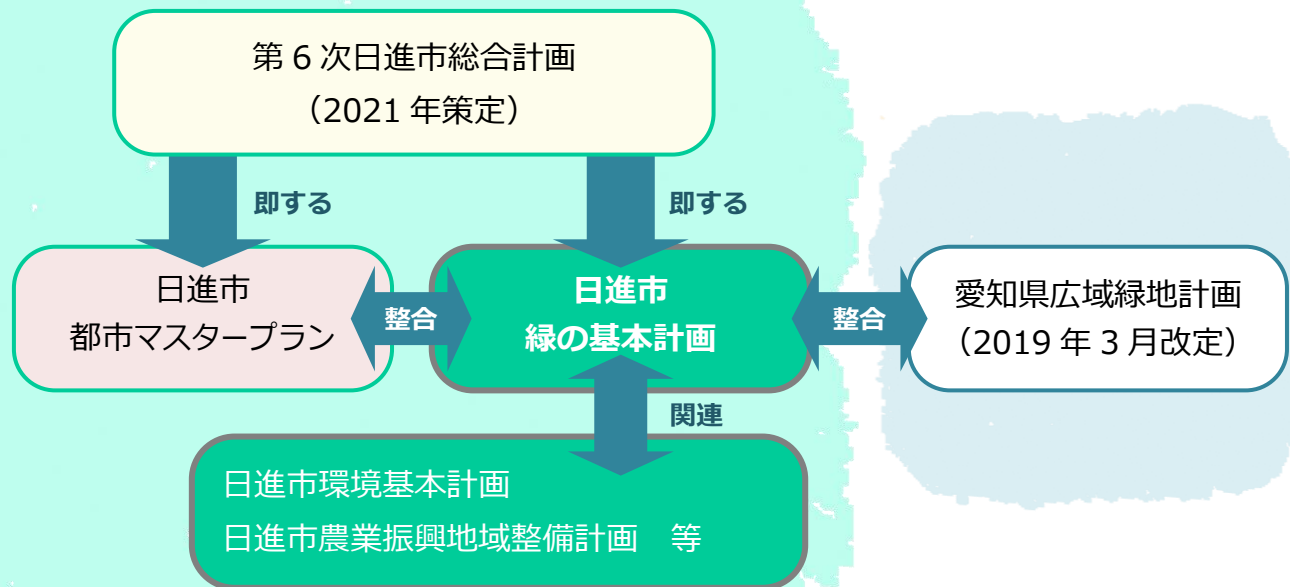 第 6 次日進市総合計画
（2021 年策定）
即する
即する
日進市
都市マスタープラン
整合
日進市
緑の基本計画
整合
愛知県広域緑地計画
（2019 年 3 月改定）
関連
日進市環境基本計画
日進市農業振興地域整備計画　等